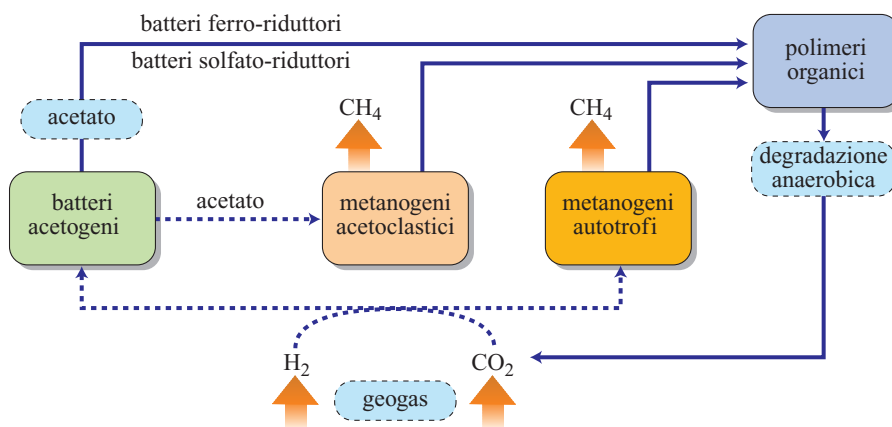 batteri ferro-riduttori
batteri solfato-riduttori
polimeri
organici
acetato
CH₄
CH₄
degradazione
anaerobica
batteri
acetogeni
acetato
metanogeni
acetoclastici
metanogeni
autotrofi
H₂
CO₂
geogas